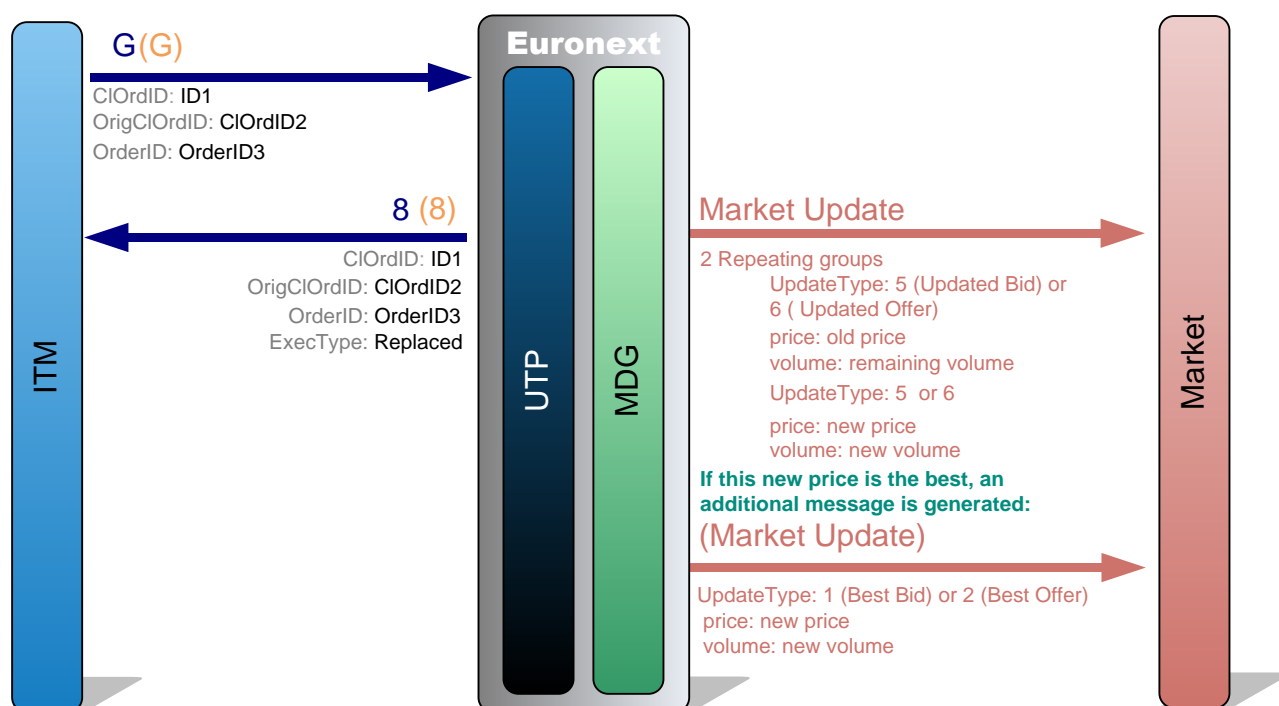 G(G)
ClOrdID: ID1
OrigClOrdID: ClOrdID2
OrderID: OrderID3
8 (8)
ClOrdID: ID1
OrigClOrdID: ClOrdID2
OrderID: OrderID3
ExecType: Replaced
ITM
Euronext
UTP
MDG
Market Update
2 Repeating groups
UpdateType: 5 (Updated Bid) or
6 ( Updated Offer)
price: old price
volume: remaining volume
UpdateType: 5 or 6
price: new price
volume: new volume
If this new price is the best, an
additional message is generated:
(Market Update)
UpdateType: 1 (Best Bid) or 2 (Best Offer)
price: new price
volume: new volume
Market